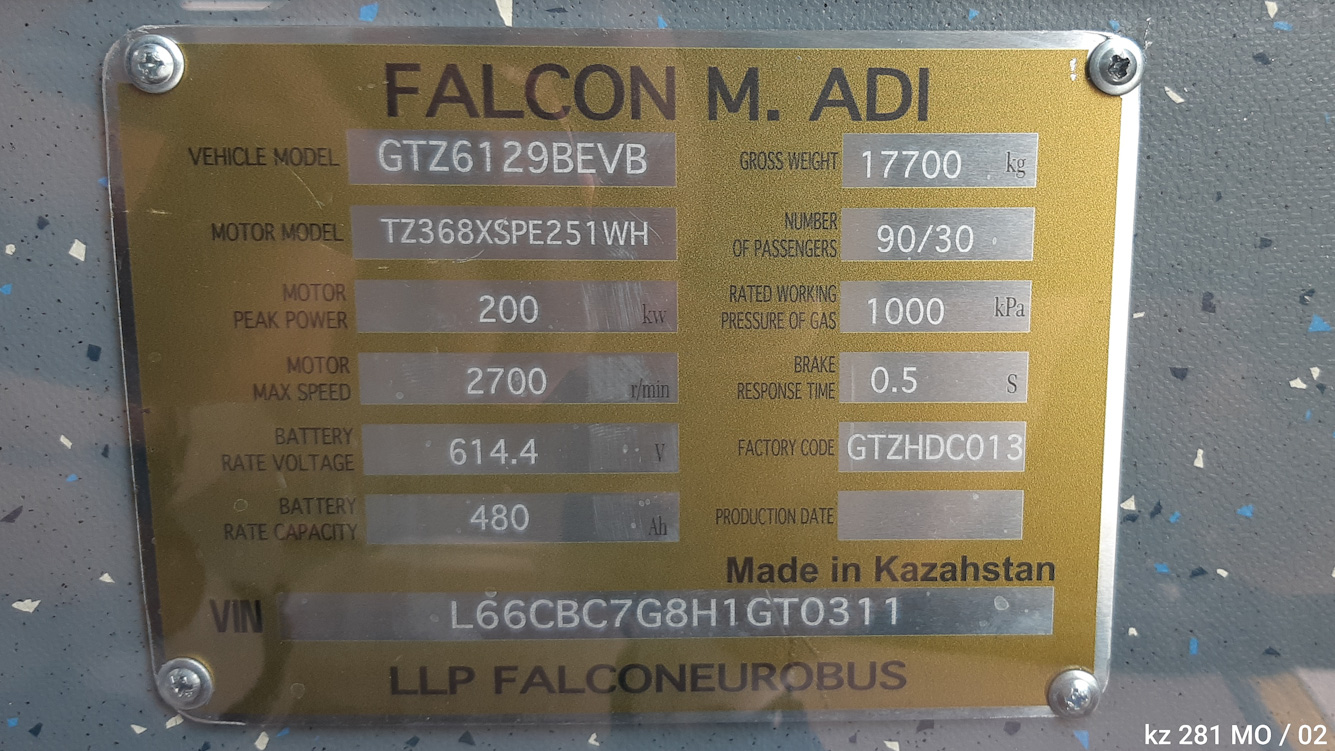 FALCON M. ADI
VEHICLE MODEL GTZ6129BEVB
GROSS WEIGHT 17700 kg
MOTOR MODEL TZ368XSPE251WH
NUMBER
OF PASSENGERS 90/30
MOTOR
PEAK POWER 200 kw
RATED WORKING
PRESSURE OF GAS 1000 kPa
MOTOR
MAX SPEED 2700 r/min
BRAKE
RESPONSE TIME 0.5 S
BATTERY
RATE VOLTAGE 614.4 V
FACTORY CODE GTZHDC013
BATTERY
RATE CAPACITY 480 Ah
PRODUCTION DATE
Made in Kazahstan
VIN L66CBC7G8H1GT0311
LLP FALCONEUROBUS
kz 281 MO / 02